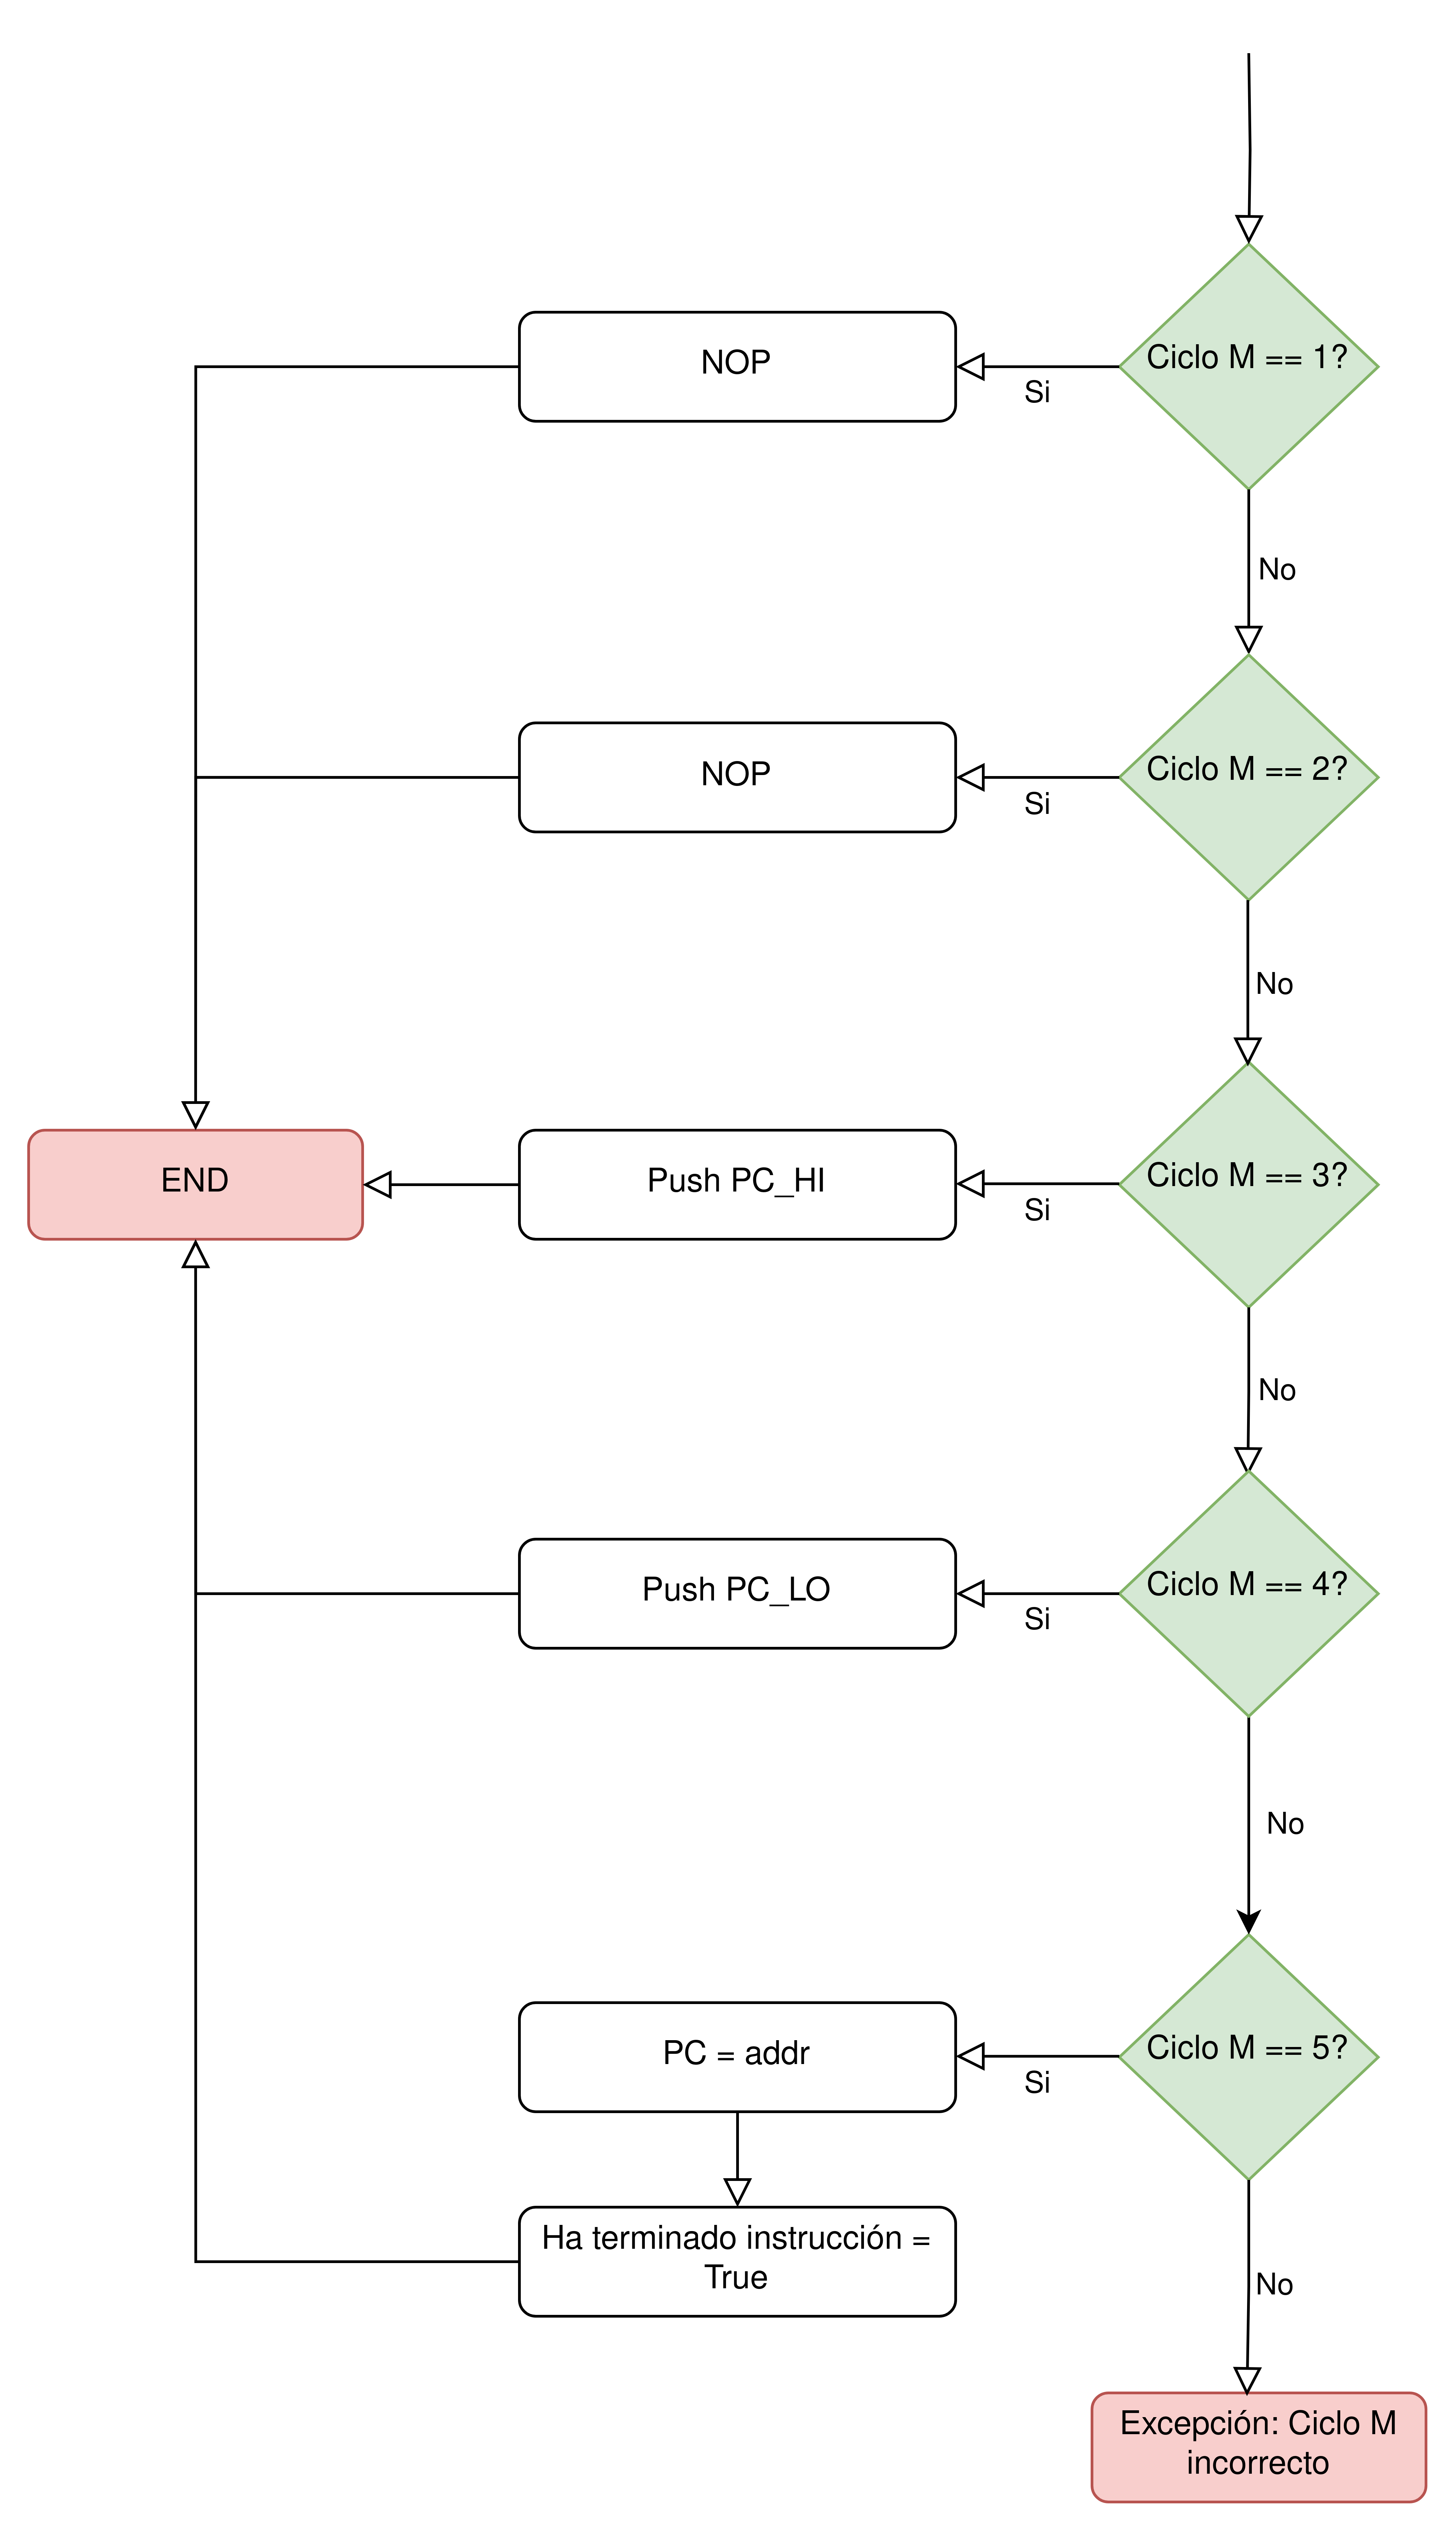 Ciclo M == 1?
Si
NOP
No
Ciclo M == 2?
Si
NOP
No
Ciclo M == 3?
Si
Push PC_HI
END
No
Ciclo M == 4?
Si
Push PC_LO
No
Ciclo M == 5?
Si
PC = addr
Ha terminado instrucción =
True
No
Excepción: Ciclo M
incorrecto